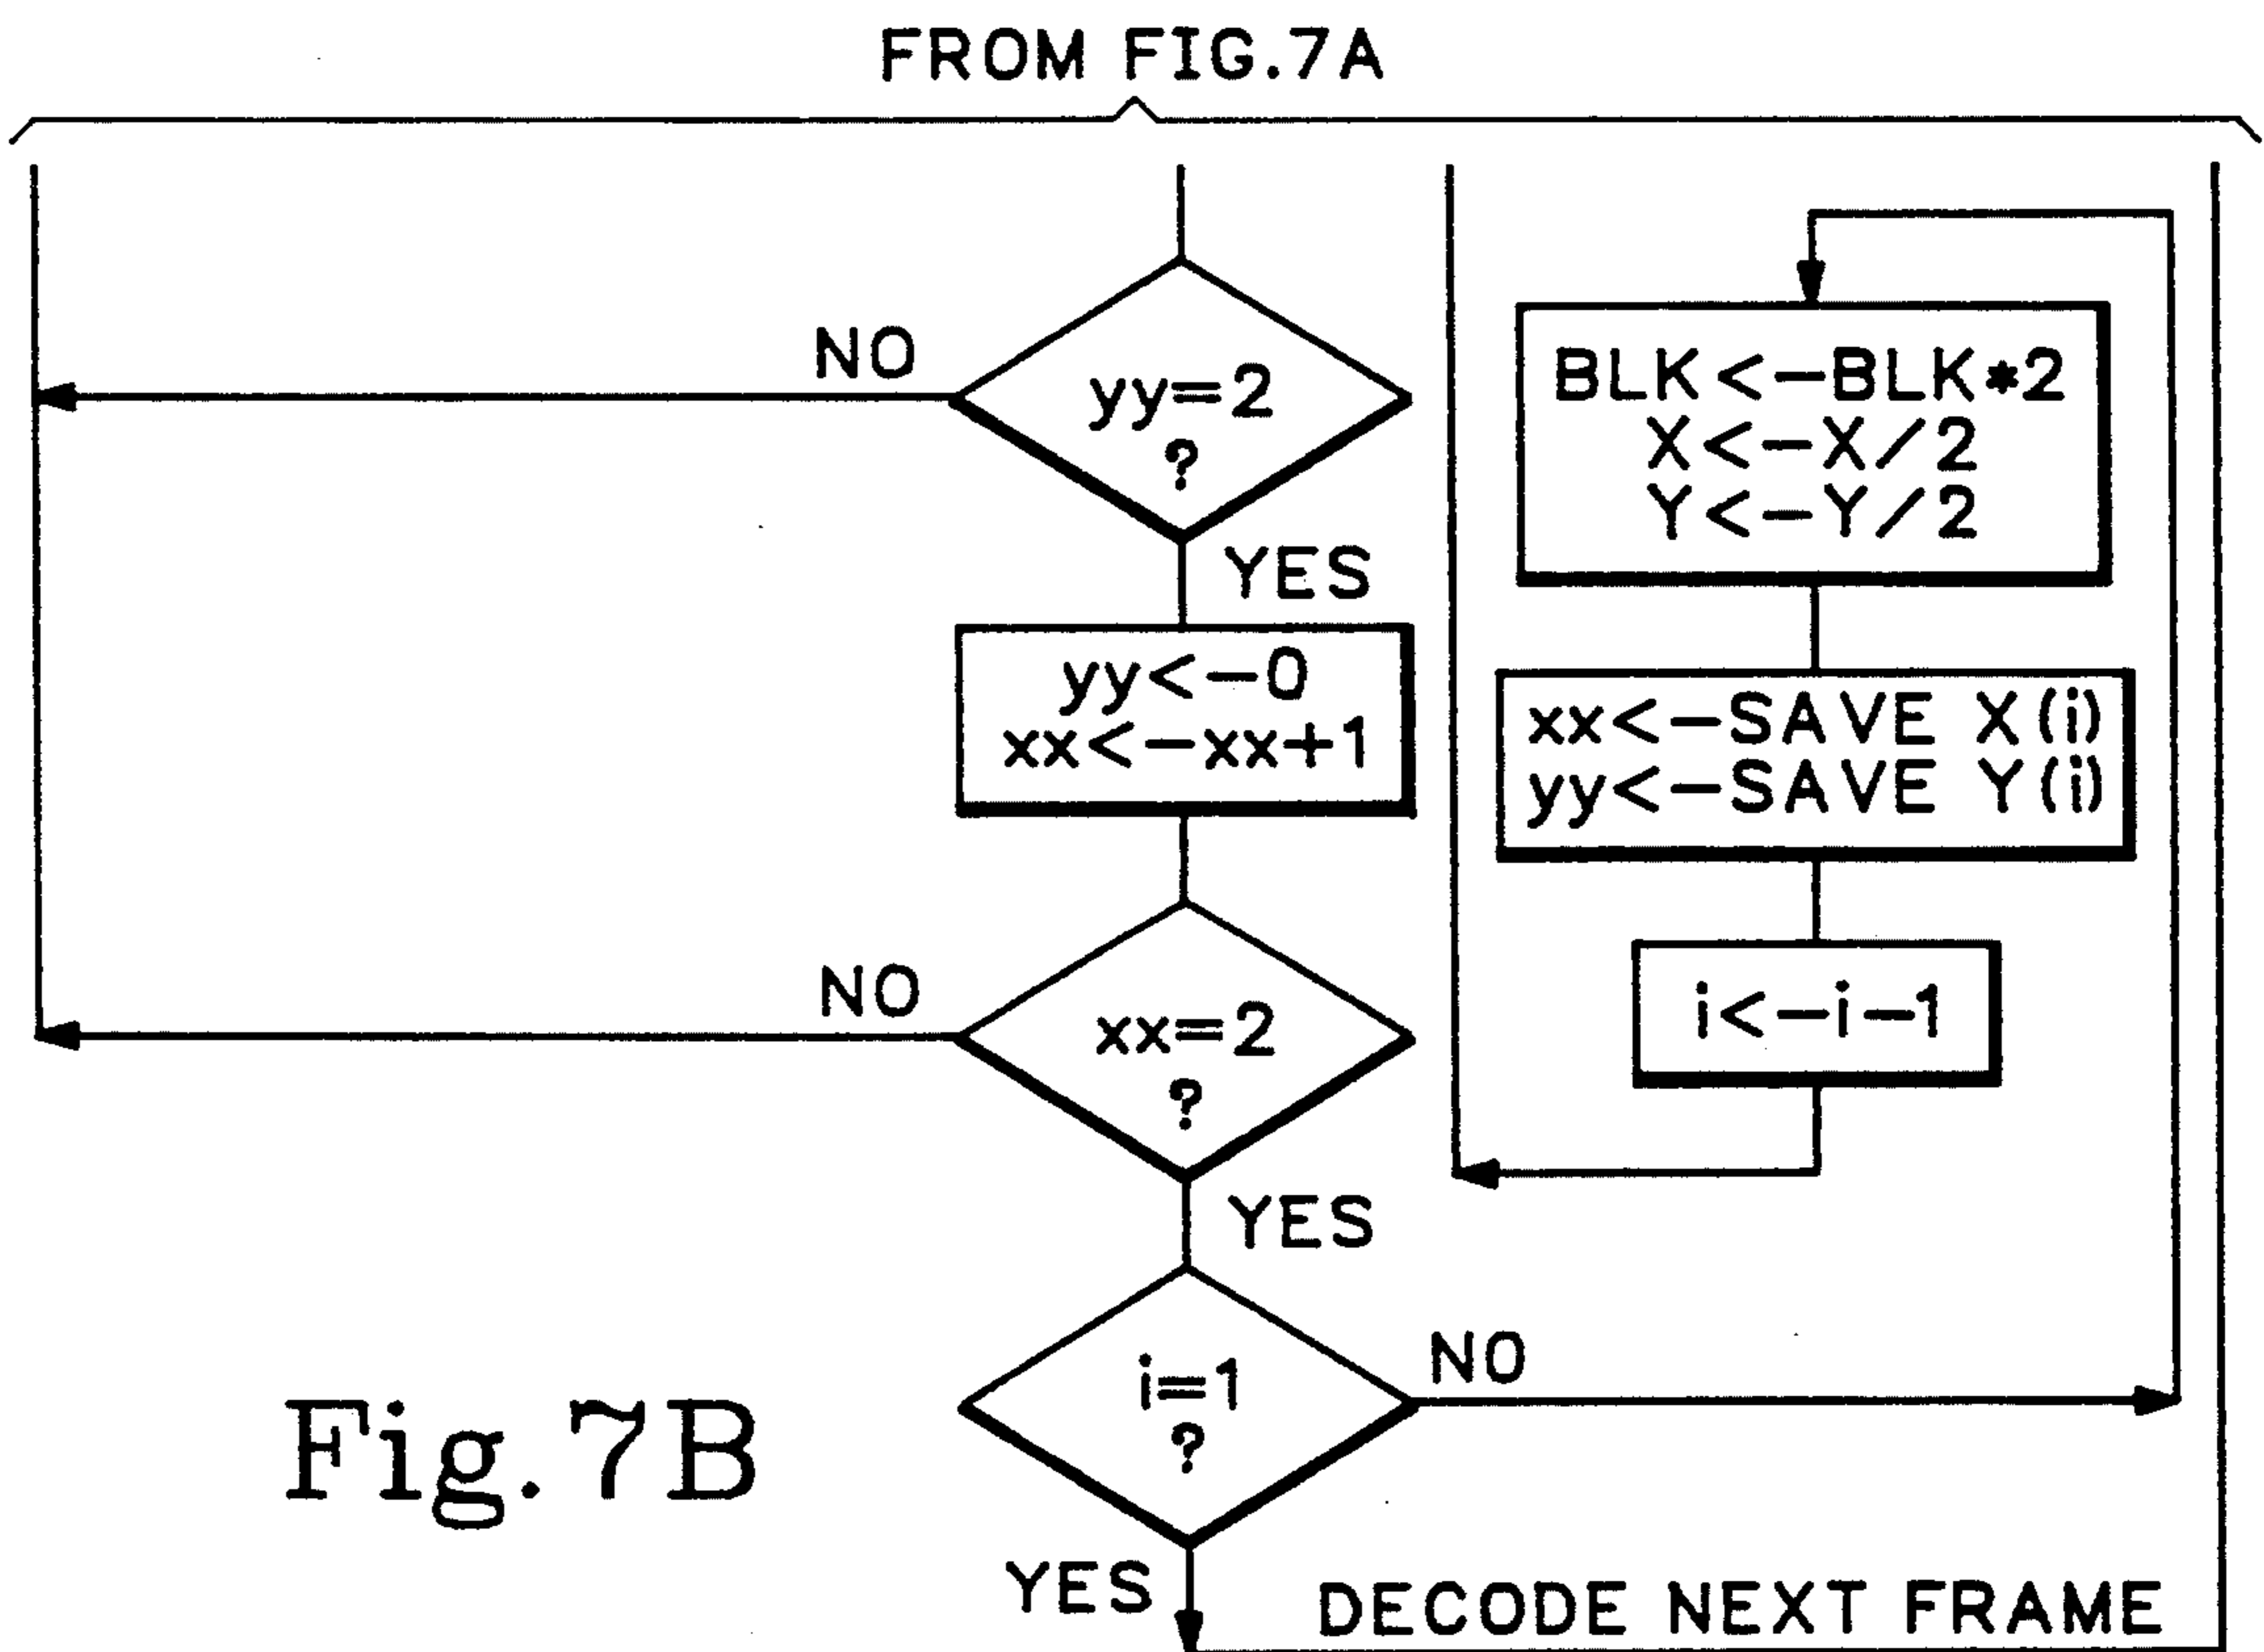 FROM FIG.7A
NO
yy=2
?
YES
yy<-0
xx<-xx+1
NO
xx=2
?
YES
i=1
?
NO
YES
DECODE NEXT FRAME
BLK<-BLK*2
X<-X/2
Y<-Y/2
xx<-SAVE X(i)
yy<-SAVE Y(i)
i<-i-1
Fig.7B